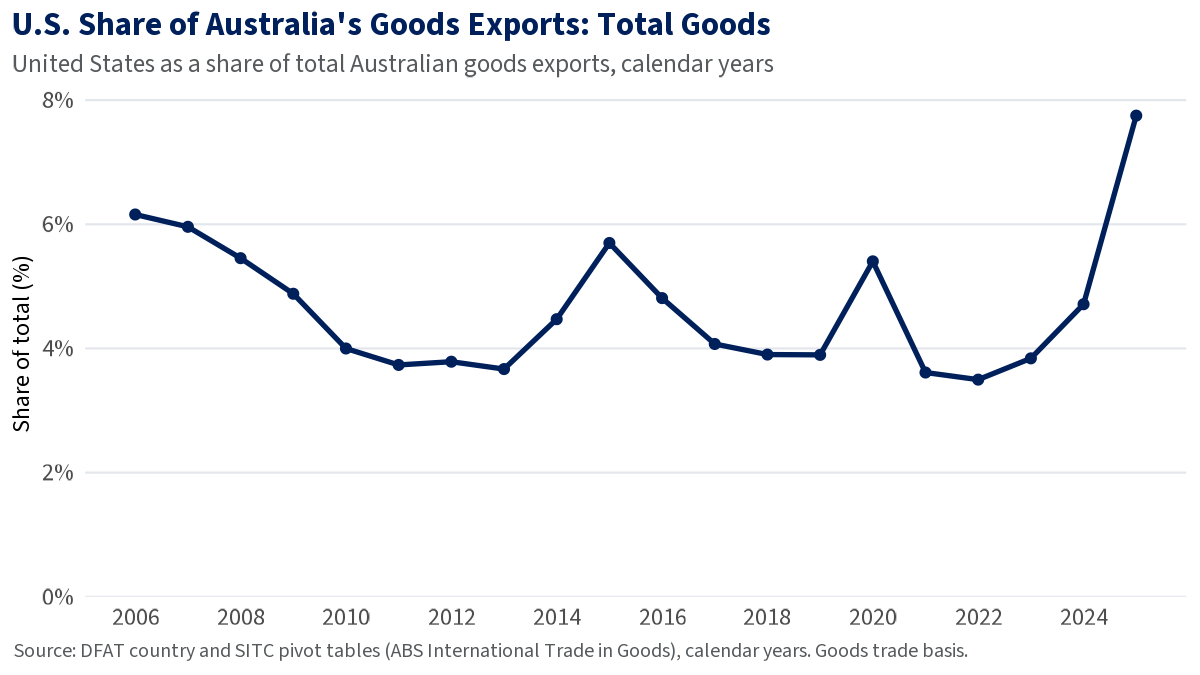 U.S. Share of Australia's Goods Exports: Total Goods
United States as a share of total Australian goods exports, calendar years
8%
6%
4%
2%
0%
Share of total (%)
2006 2008 2010 2012 2014 2016 2018 2020 2022 2024
Source: DFAT country and SITC pivot tables (ABS International Trade in Goods), calendar years. Goods trade basis.